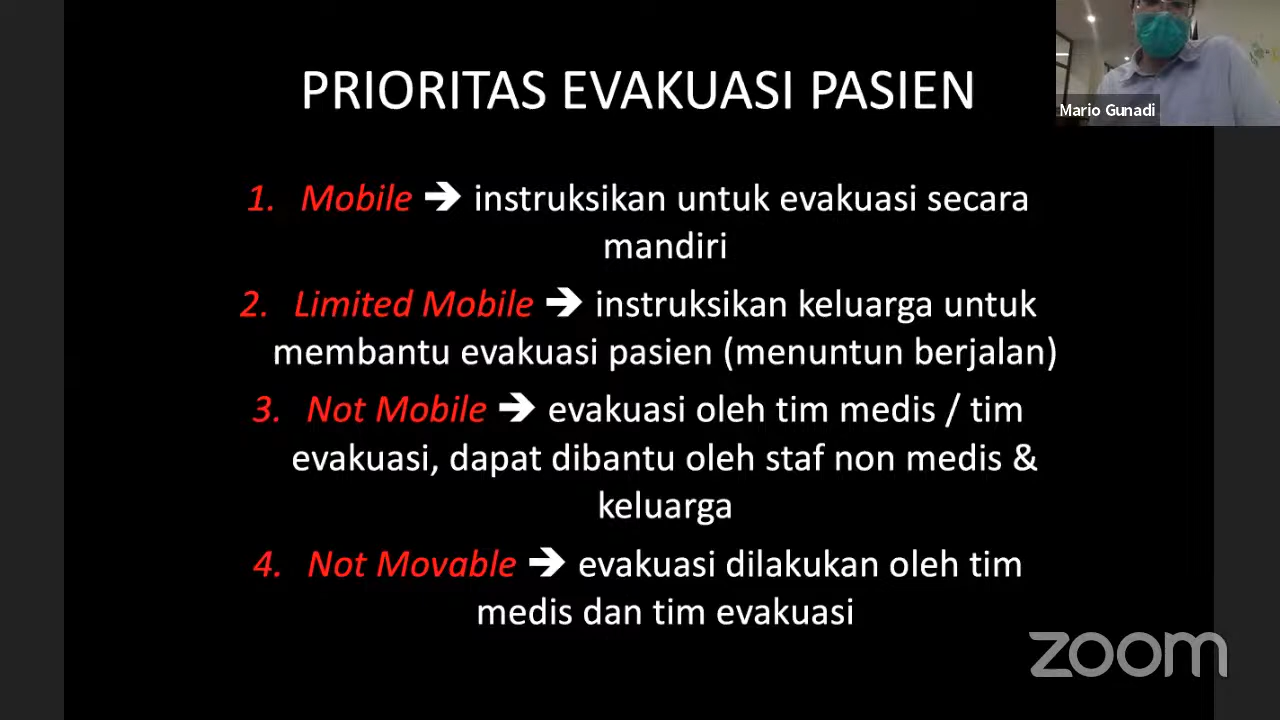 PRIORITAS EVAKUASI PASIEN
Mario Gunadi
1. Mobile ➔ instruksikan untuk evakuasi secara
mandiri
2. Limited Mobile ➔ instruksikan keluarga untuk
membantu evakuasi pasien (menuntun berjalan)
3. Not Mobile ➔ evakuasi oleh tim medis / tim
evakuasi, dapat dibantu oleh staf non medis &
keluarga
4. Not Movable ➔ evakuasi dilakukan oleh tim
medis dan tim evakuasi
zoom